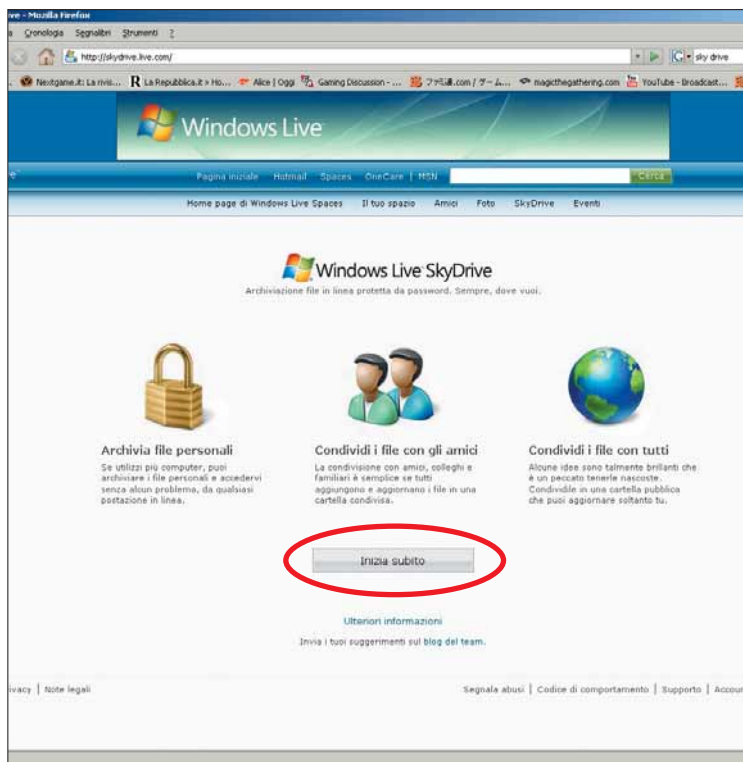 ive - Mozilla Firefox
a Cronologia Segnalibri Strumenti ?
http://skydrive.live.com/ G sky drive
Nextgame.it: La rivis... R La Repubblica.it » Ho... Alice | Oggi Gaming Discussion - ... ファミ通.com / ゲーム... magicthegathering.com YouTube - Broadcast...
Windows Live
Pagina iniziale Hotmail Spaces OneCare | MSN Cerca
Home page di Windows Live Spaces Il tuo spazio Amici Foto SkyDrive Eventi
Windows Live SkyDrive
Archiviazione file in linea protetta da password. Sempre, dove vuoi.
Archivia file personali
Se utilizzi più computer, puoi
archiviare i file personali e accedervi
senza alcun problema, da qualsiasi
postazione in linea.
Condividi i file con gli amici
La condivisione con amici, colleghi e
familiari è semplice se tutti
aggiungono e aggiornano i file in una
cartella condivisa.
Condividi i file con tutti
Alcune idee sono talmente brillanti che
è un peccato tenerle nascoste.
Condividile in una cartella pubblica
che puoi aggiornare soltanto tu.
Inizia subito
Ulteriori informazioni
Invia i tuoi suggerimenti sul blog del team.
ivacy | Note legali Segnala abusi | Codice di comportamento | Supporto | Accoun